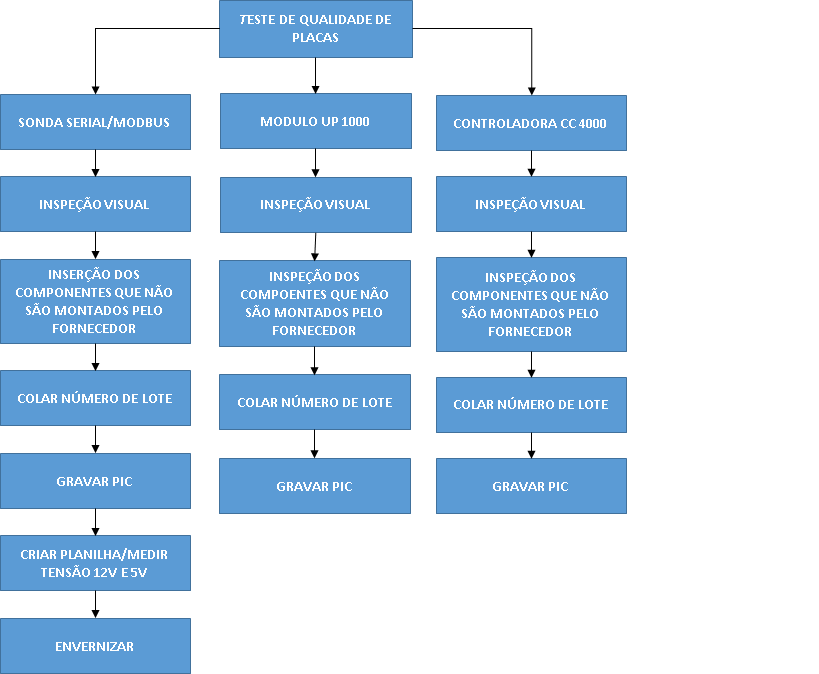 TESTE DE QUALIDADE DE
PLACAS
SONDA SERIAL/MODBUS
INSPEÇÃO VISUAL
INSERÇÃO DOS
COMPONENTES QUE NÃO
SÃO MONTADOS PELO
FORNECEDOR
COLAR NÚMERO DE LOTE
GRAVAR PIC
CRIAR PLANILHA/MEDIR
TENSÃO 12V E 5V
ENVERNIZAR
MODULO UP 1000
INSPEÇÃO VISUAL
INSPEÇÃO DOS
COMPOENTES QUE NÃO
SÃO MONTADOS PELO
FORNECEDOR
COLAR NÚMERO DE LOTE
GRAVAR PIC
CONTROLADORA CC 4000
INSPEÇÃO VISUAL
INSPEÇÃO DOS
COMPONENTES QUE NÃO
SÃO MONTADOS PELO
FORNECEDOR
COLAR NÚMERO DE LOTE
GRAVAR PIC